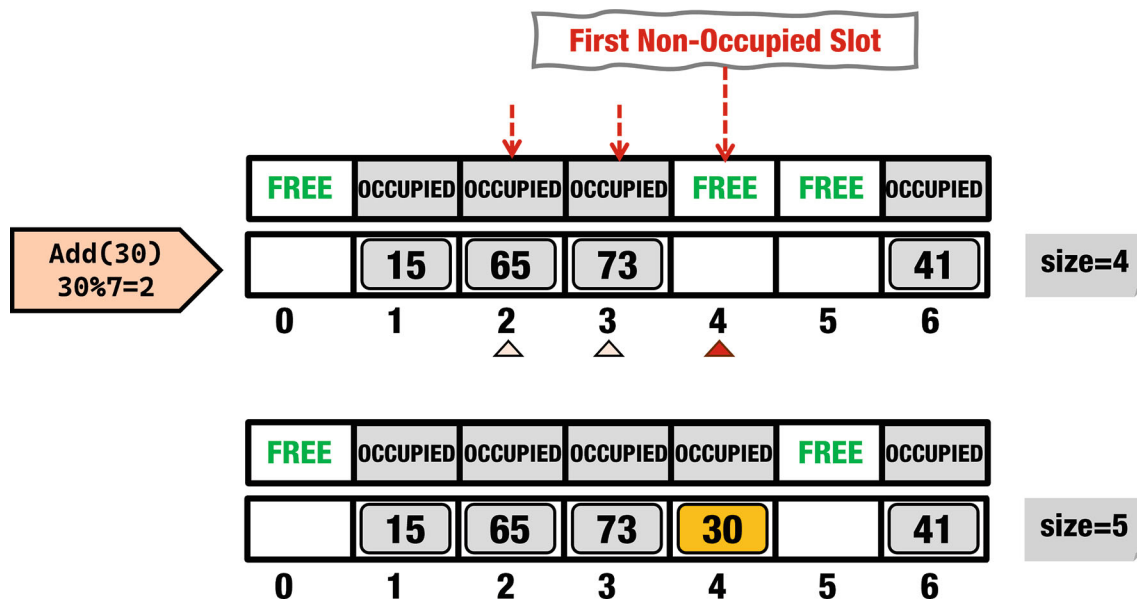 First Non-Occupied Slot
FREE OCCUPIED OCCUPIED OCCUPIED FREE FREE OCCUPIED
Add(30)
30%7=2
15 65 73 41
size=4
0 1 2 3 4 5 6
FREE OCCUPIED OCCUPIED OCCUPIED OCCUPIED FREE OCCUPIED
15 65 73 30 41
size=5
0 1 2 3 4 5 6